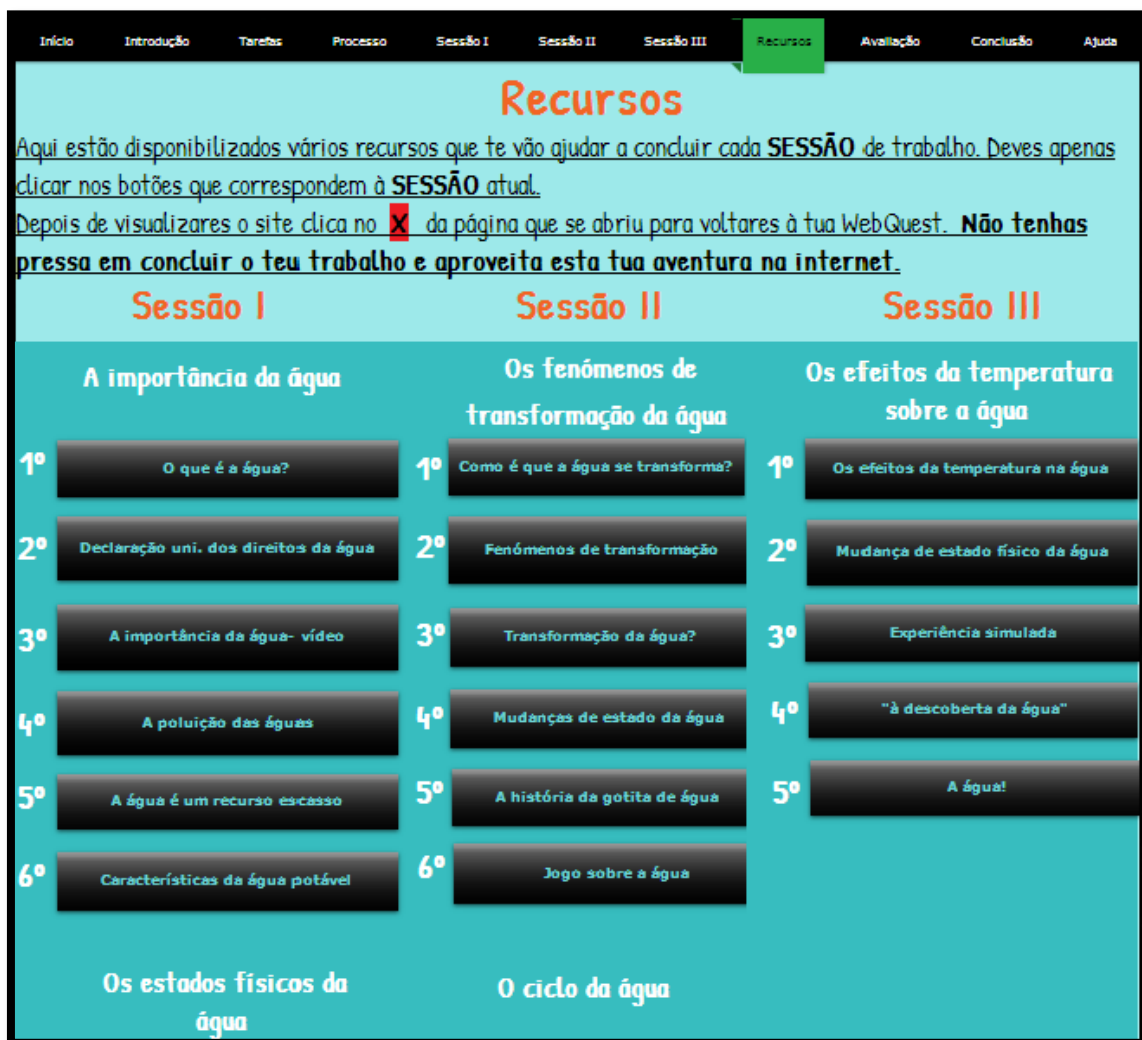 Início Introdução Tarefas Processo Sessão I Sessão II Sessão III Recursos Avaliação Conclusão Ajuda
Recursos
Aqui estão disponibilizados vários recursos que te vão ajudar a concluir cada SESSÃO de trabalho. Deves apenas
clicar nos botões que correspondem à SESSÃO atual.
Depois de visualizares o site clica no X da página que se abriu para voltares à tua WebQuest. Não tenhas
pressa em concluir o teu trabalho e aproveita esta tua aventura na internet.
Sessão I
A importância da água
1º O que é a água?
2º Declaração uni. dos direitos da água
3º A importância da água- vídeo
4º A poluição das águas
5º A água é um recurso escasso
6º Características da água potável
Os estados físicos da
água
Sessão II
Os fenómenos de
transformação da água
1º Como é que a água se transforma?
2º Fenómenos de transformação
3º Transformação da água?
4º Mudanças de estado da água
5º A história da gotita de água
6º Jogo sobre a água
O ciclo da água
Sessão III
Os efeitos da temperatura
sobre a água
1º Os efeitos da temperatura na água
2º Mudança de estado físico da água
3º Experiência simulada
4º "à descoberta da água"
5º A água!